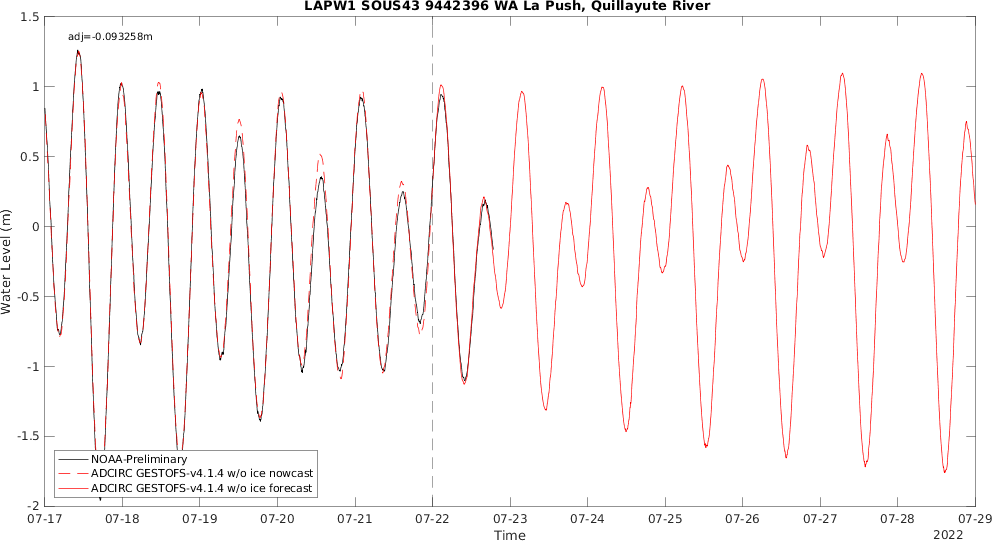 LAPW1 SOUS43 9442396 WA La Push, Quillayute River
adj=-0.093258m
1.5
1
0.5
0
-0.5
-1
-1.5
-2
Water Level (m)
NOAA-Preliminary
ADCIRC GESTOFS-v4.1.4 w/o ice nowcast
ADCIRC GESTOFS-v4.1.4 w/o ice forecast
07-17 07-18 07-19 07-20 07-21 07-22 07-23 07-24 07-25 07-26 07-27 07-28 07-29
Time
2022